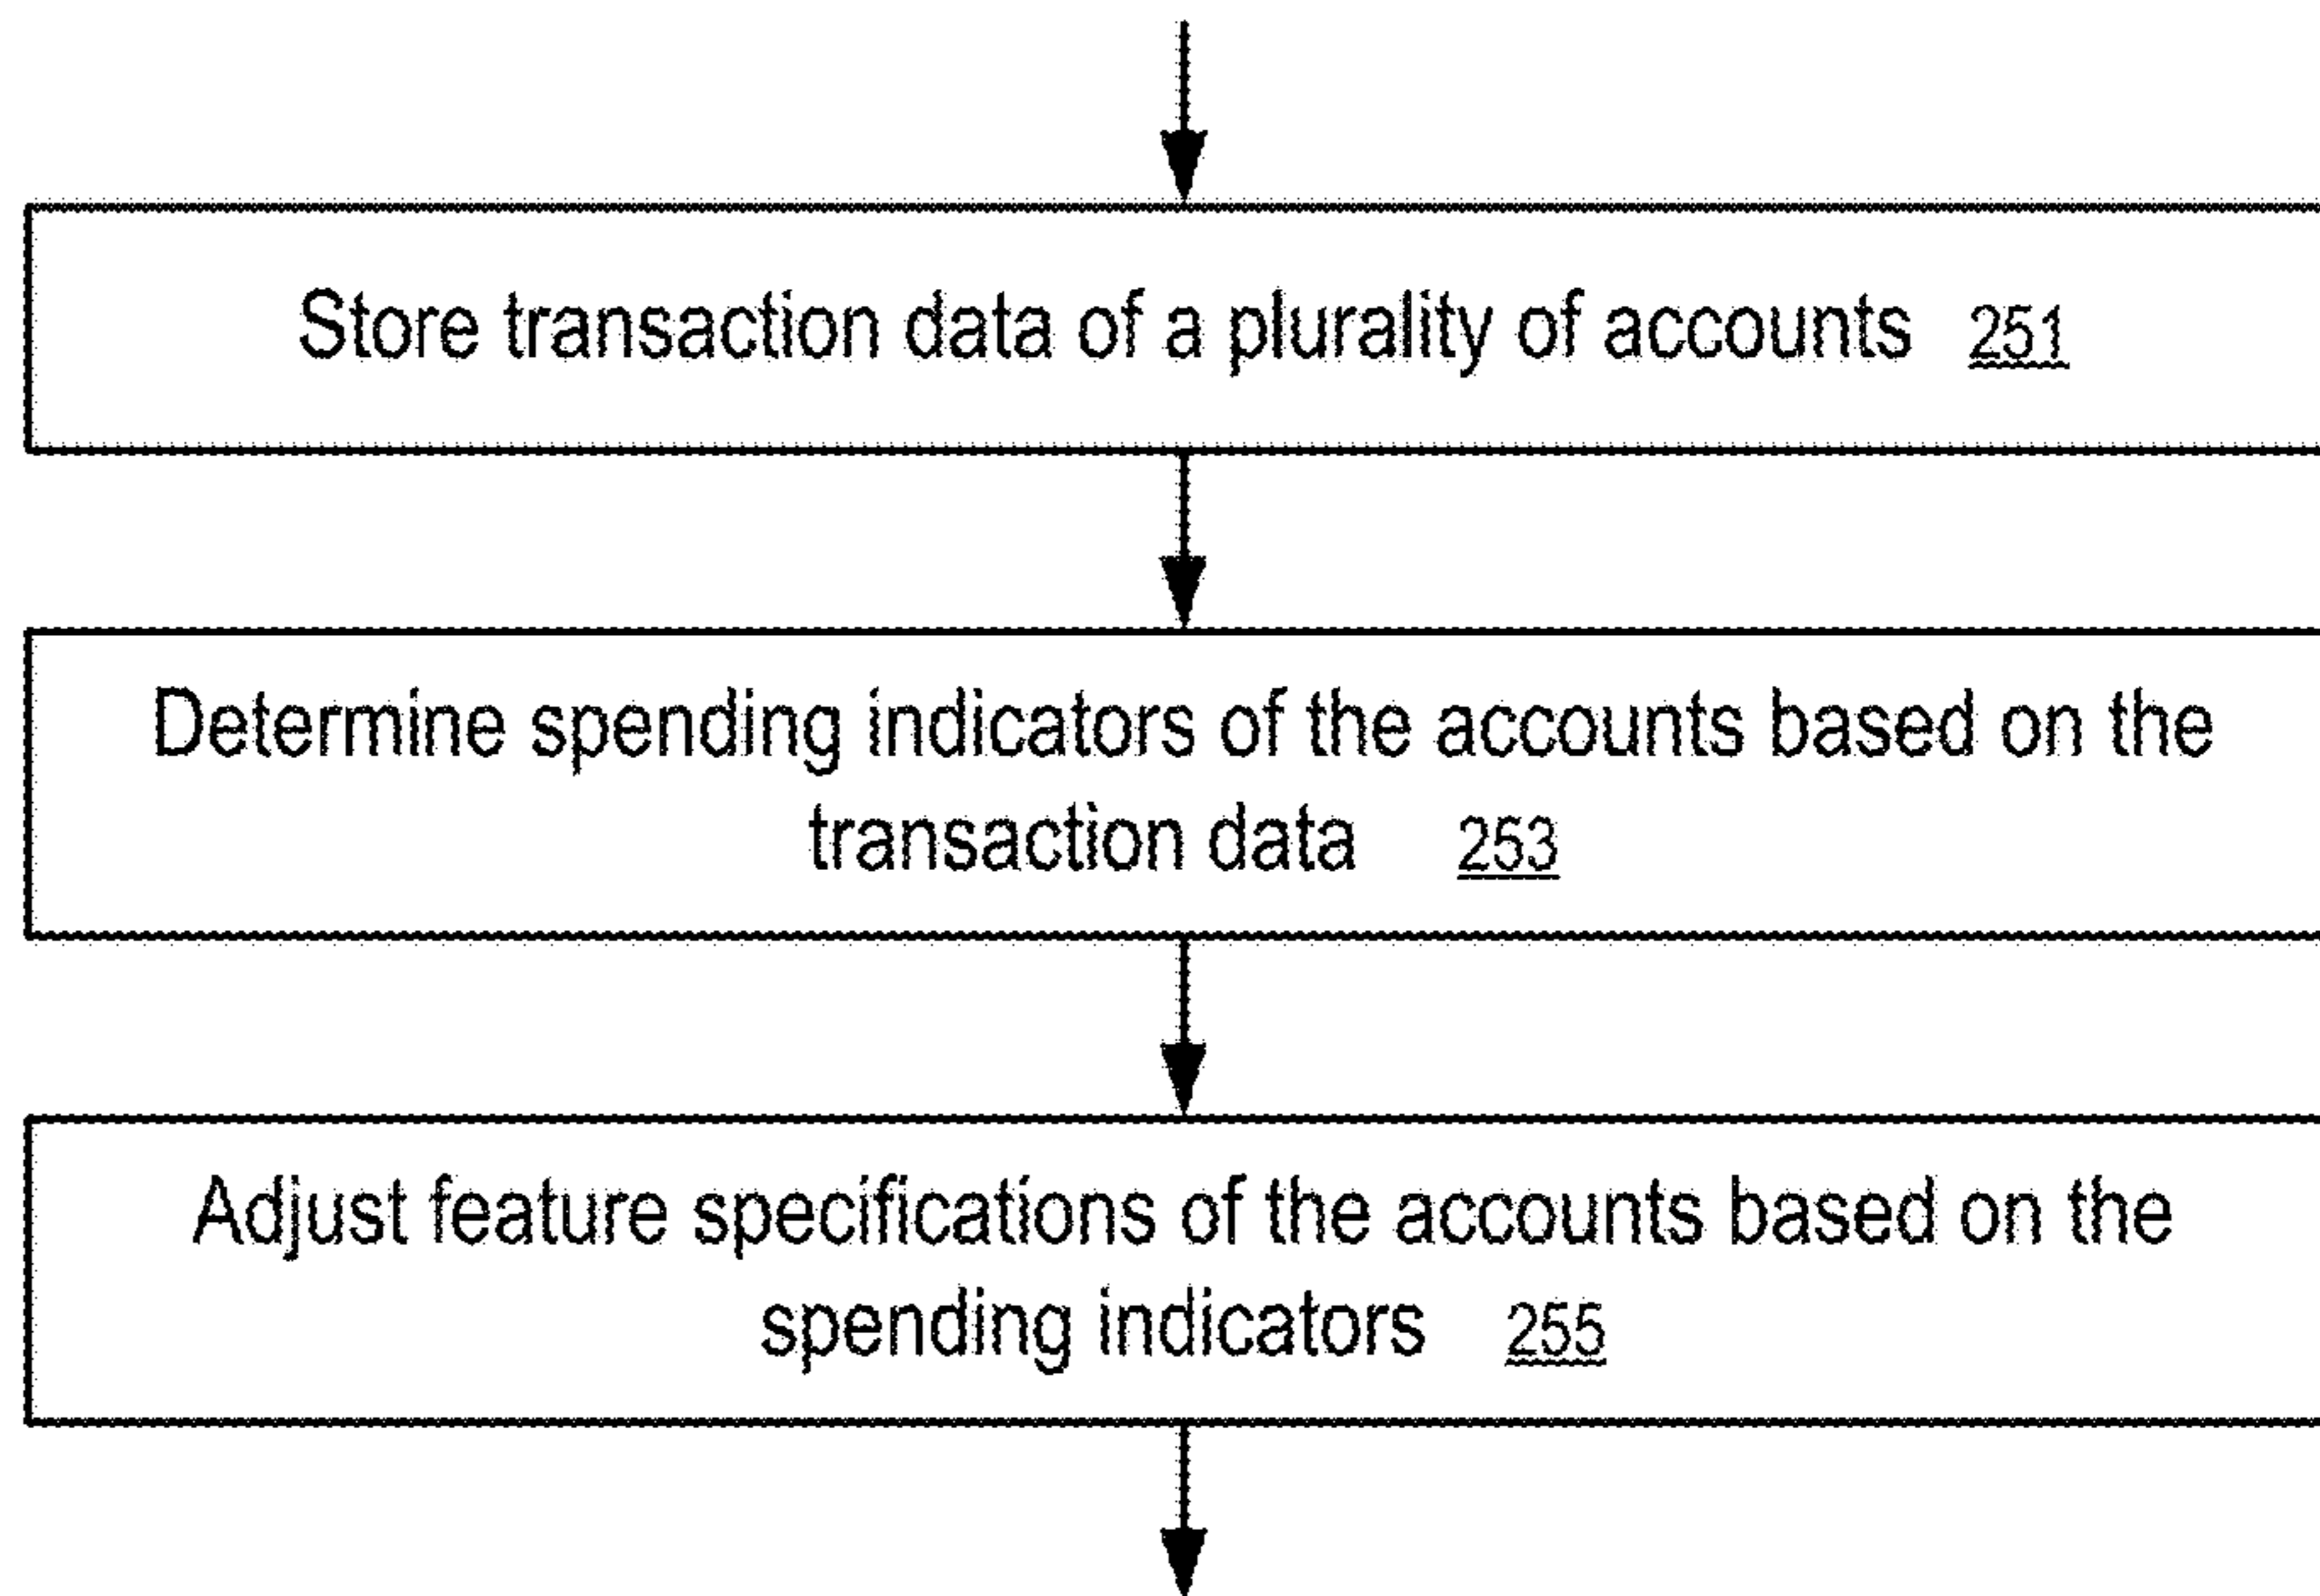 Store transaction data of a plurality of accounts 251
Determine spending indicators of the accounts based on the
transaction data 253
Adjust feature specifications of the accounts based on the
spending indicators 255